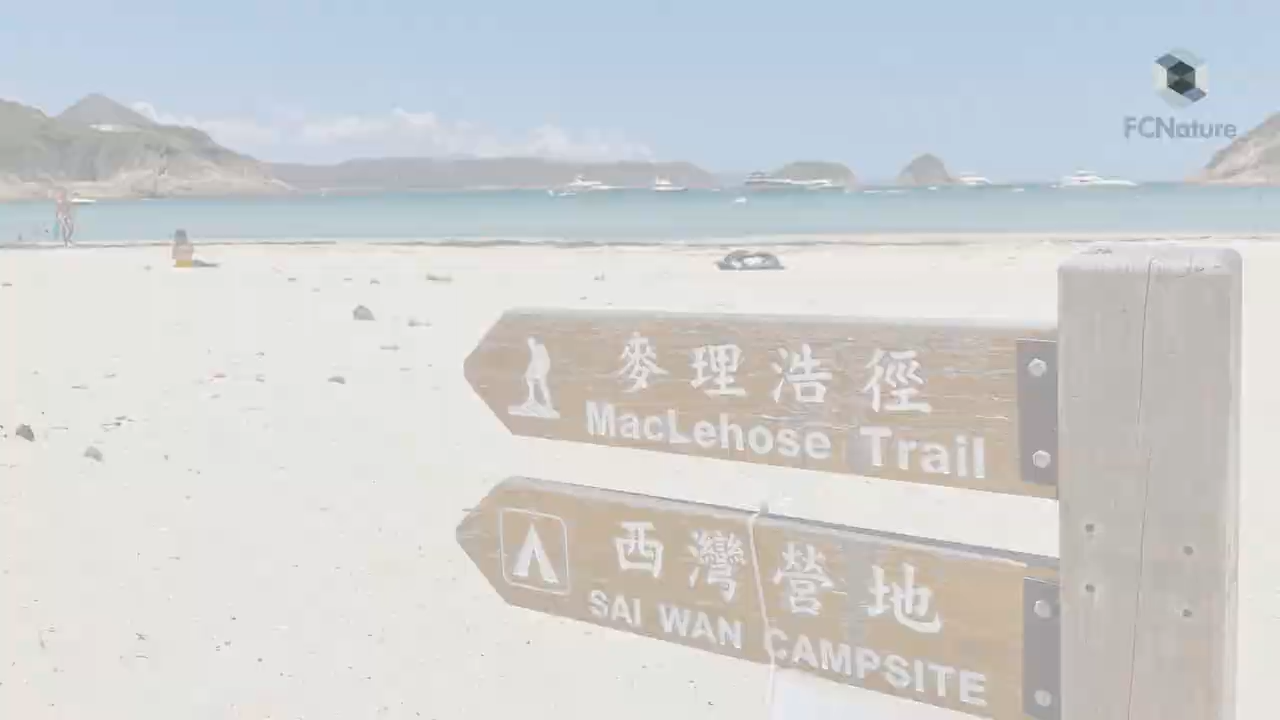 FCNature
麥理浩徑
MacLehose Trail
西灣營地
SAI WAN CAMPSITE